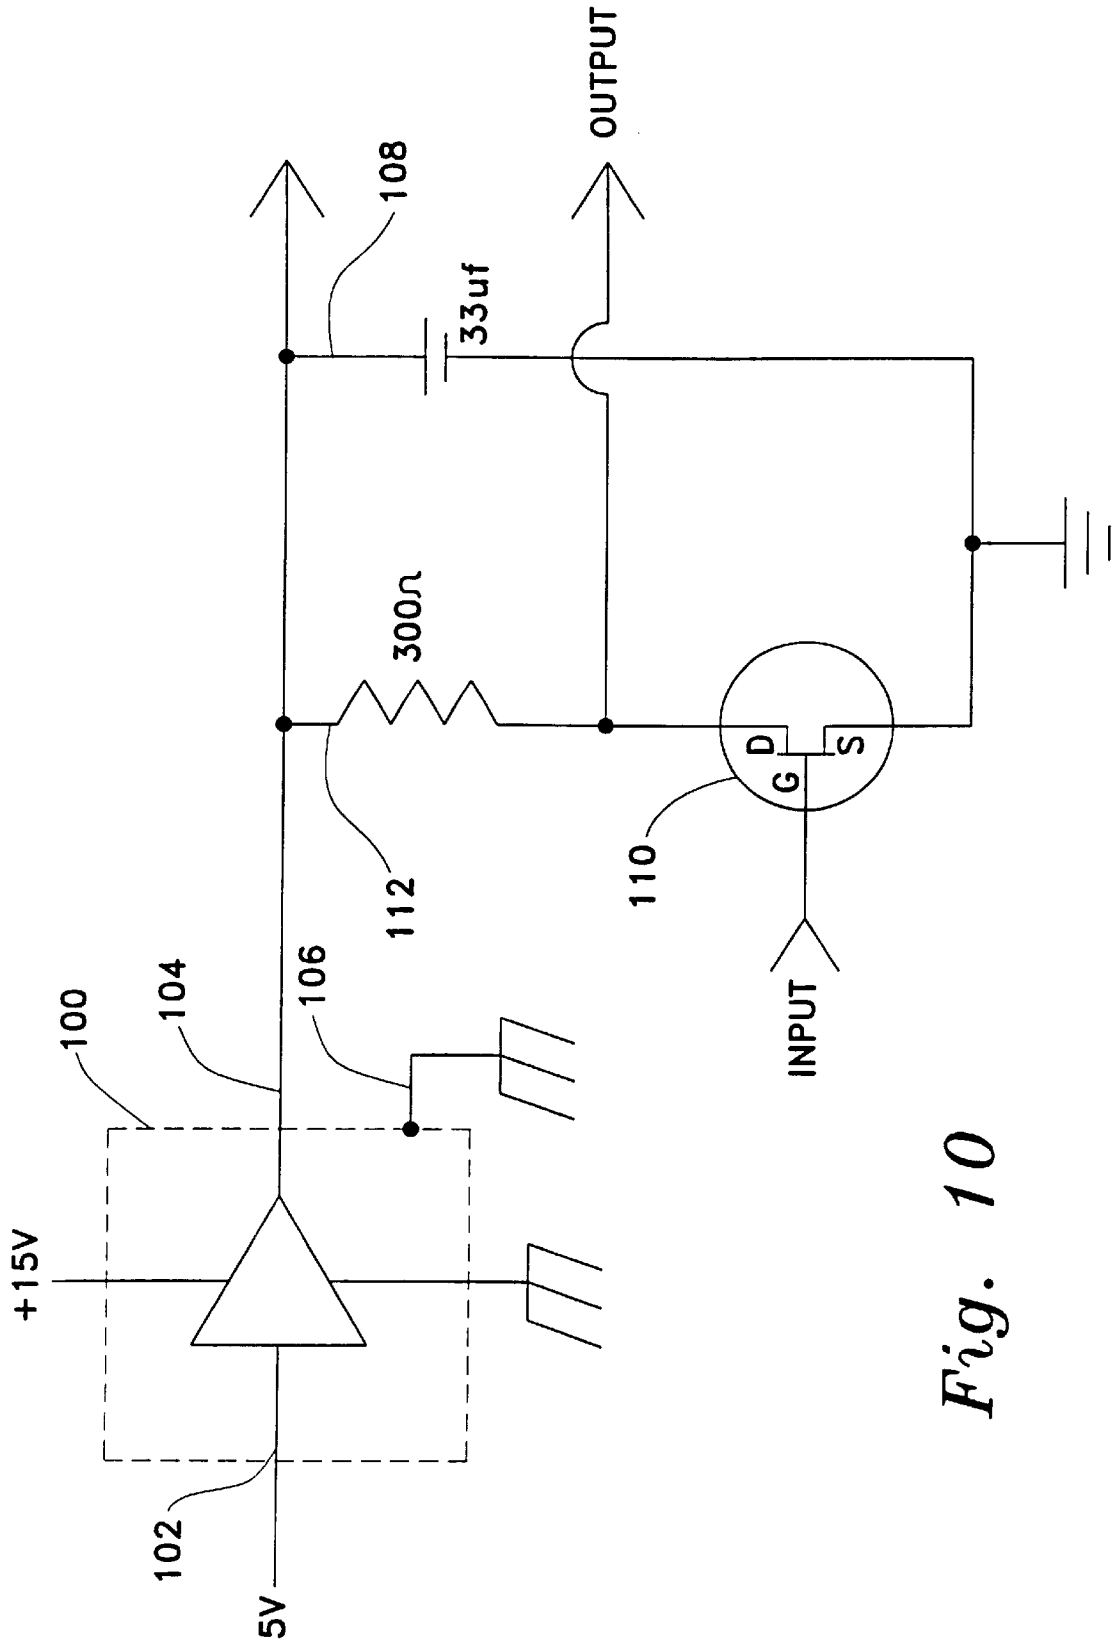 +15V
100
104
106
5V
102
112
300Ω
108
33uf
OUTPUT
110
D
G
S
INPUT
Fig. 10